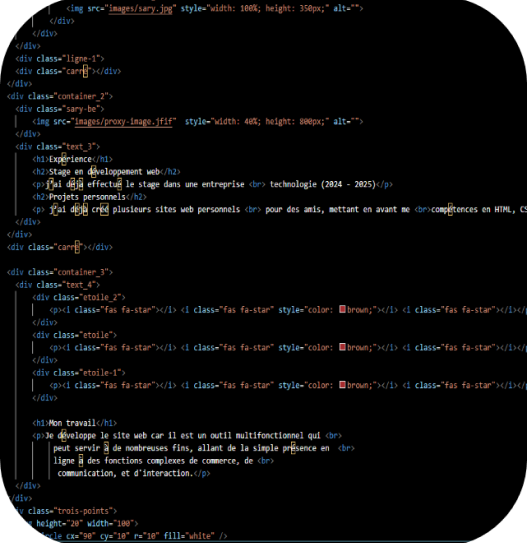 <img src="images/sary.jpg" style="width: 100%; height: 350px;" alt="">
</div>
</div>
</div>
<div class="ligne-1">
<div class="carré"></div>
</div>
<div class="container_2">
<div class="sary-be">
<img src="images/proxy-image.jfif" style="width: 40%; height: 800px;" alt="">
</div>
<div class="text_3">
<h1>Expérience</h1>
<h2>Stage en développement web</h2>
<p>j'ai déjà effectué le stage dans une entreprise <br> technologie (2024 - 2025)</p>
<h2>Projets personnels</h2>
<p> j'ai déjà créé plusieurs sites web personnels <br> pour des amis, mettant en avant me <br>compétences en HTML, CS
</div>
</div>
<div class="carré"></div>
<div class="container_3">
<div class="text_4">
<div class="etoile_2">
<p><i class="fas fa-star"></i> <i class="fas fa-star" style="color: brown;"></i> <i class="fas fa-star"></i></
</div>
<div class="etoile">
<p><i class="fas fa-star"></i> <i class="fas fa-star" style="color: brown;"></i> <i class="fas fa-star"></i></p
</div>
<div class="etoile-1">
<p><i class="fas fa-star"></i> <i class="fas fa-star" style="color: brown;"></i> <i class="fas fa-star"></i></
</div>
<h1>Mon travail</h1>
<p>Je développe le site web car il est un outil multifonctionnel qui <br>
peut servir à de nombreuses fins, allant de la simple présence en <br>
ligne à des fonctions complexes de commerce, de <br>
communication, et d'interaction.</p>
</div>
</div>
class="trois-points">
height="20" width="100">
cx="90" cy="10" r="10" fill="white" />